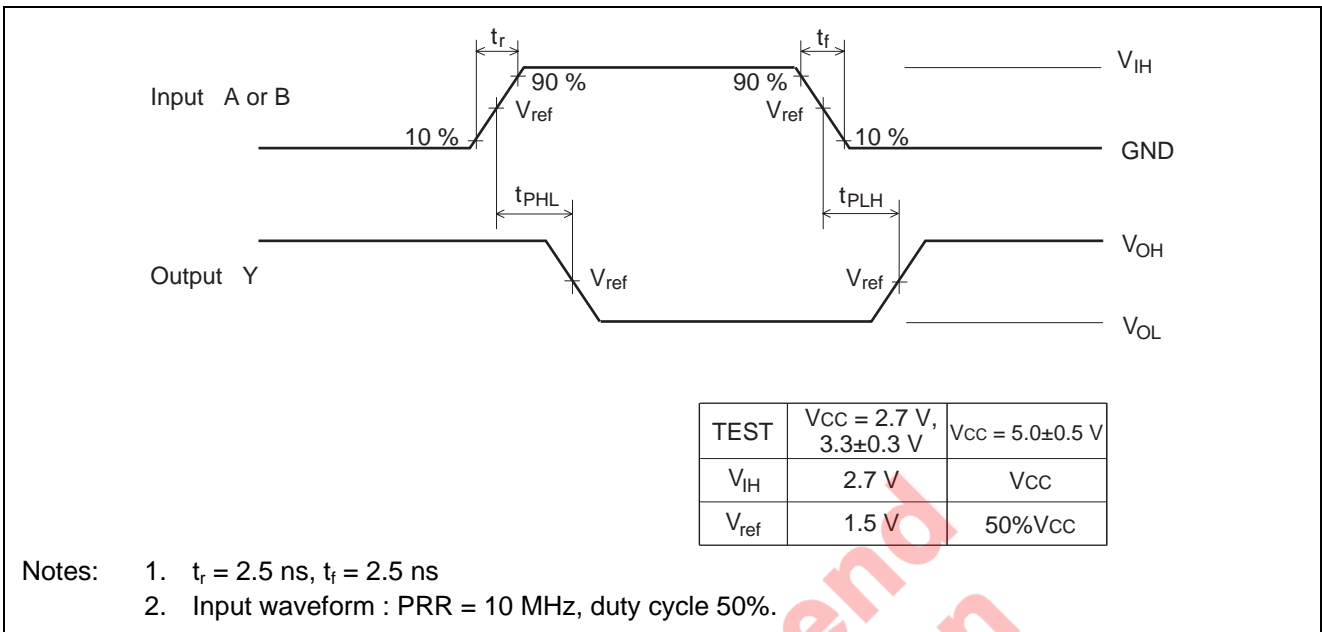 tr tf
VIH
Input A or B
90 % 90 %
Vref Vref
10 % 10 %
GND
tPHL tPLH
VOH
Output Y
Vref Vref
VOL
TEST VCC = 2.7 V, 3.3±0.3 V VCC = 5.0±0.5 V
VIH 2.7 V VCC
Vref 1.5 V 50%VCC
Notes: 1. tr = 2.5 ns, tf = 2.5 ns
2. Input waveform : PRR = 10 MHz, duty cycle 50%.